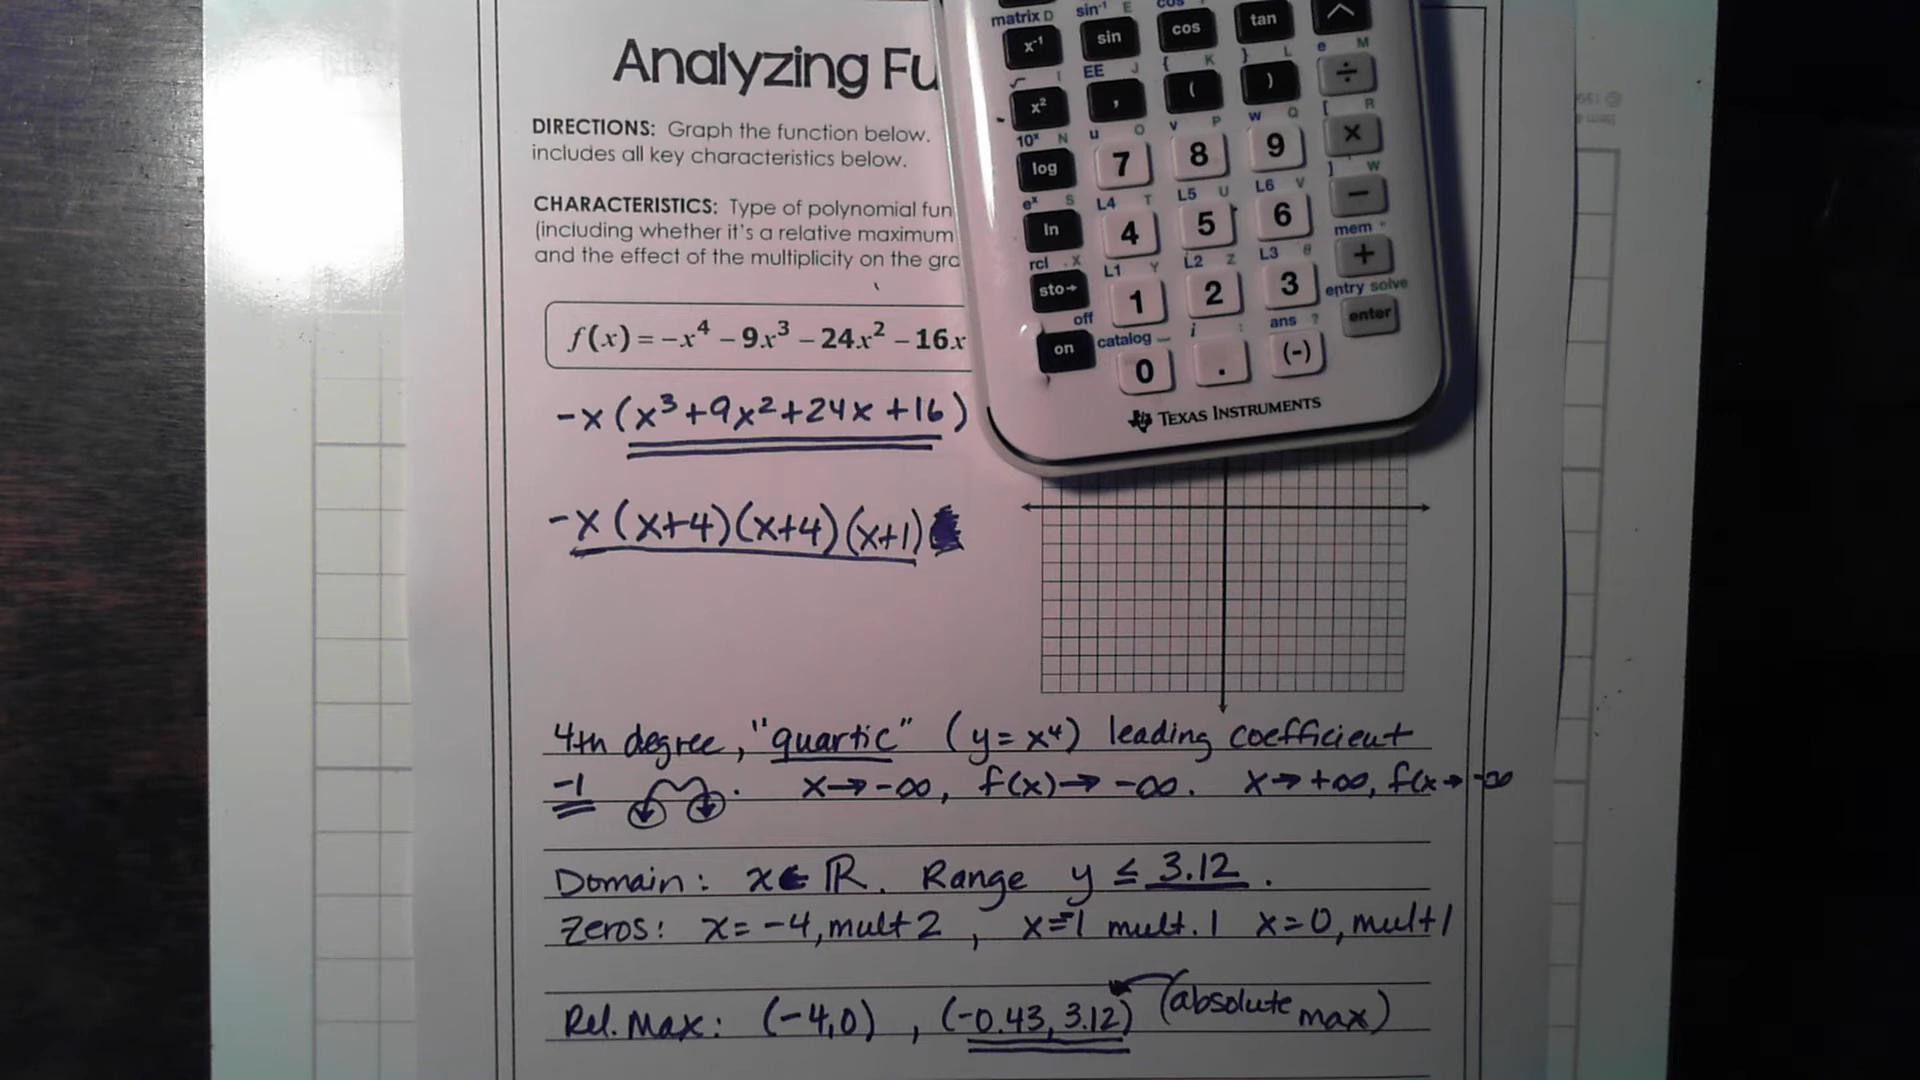 Analyzing Fu
DIRECTIONS: Graph the function below.
includes all key characteristics below.
CHARACTERISTICS: Type of polynomial fun
(including whether it's a relative maximum
and the effect of the multiplicity on the gra
f(x) = -x⁴ - 9x³ - 24x² - 16x
-x(x³+9x²+24x+16)
-x(x+4)(x+4)(x+1)
4th degree, "quartic" (y=x⁴) leading coefficient
-1 . x→-∞, f(x)→-∞. x→+∞, f(x→-∞
Domain: x∈ℝ. Range y ≤ 3.12.
Zeros: x=-4, mult 2, x=-1 mult. 1 x=0, mult 1
Rel. Max: (-4,0), (-0.43, 3.12) (absolute max)
matrix D sin⁻¹ E
x⁻¹ sin cos tan ^
√ I EE J { K } L e M
x² , ( ) ÷
10ˣ N u O v P w Q [ R
log 7 8 9 ×
eˣ S L4 T L5 U L6 V ] W
ln 4 5 6 −
rcl X L1 Y L2 Z L3 θ mem "
sto→ 1 2 3 +
off catalog i : ans ? entry solve
on 0 . (-) enter
TEXAS INSTRUMENTS